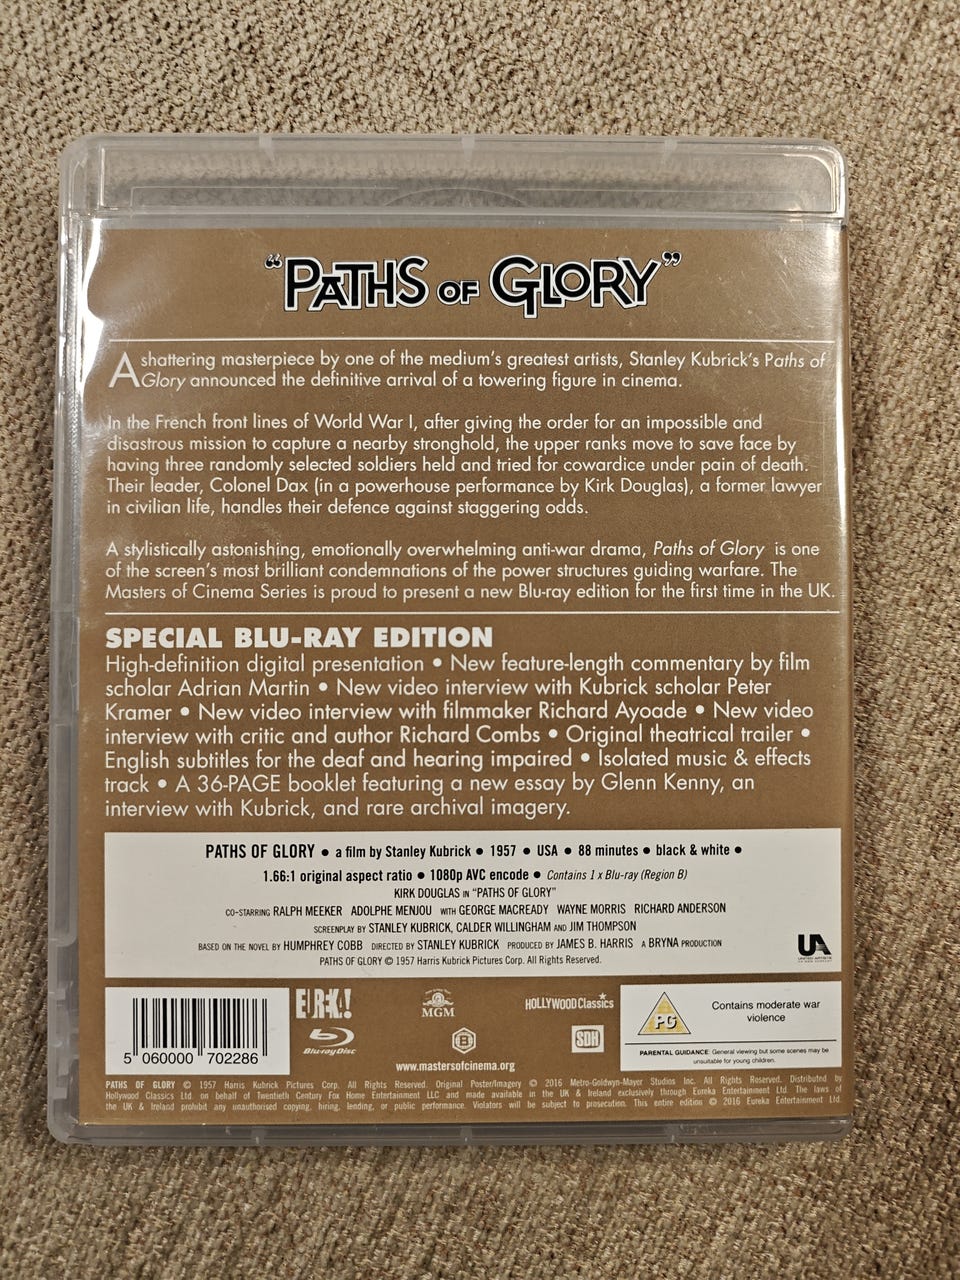 “PATHS OF GLORY”
A shattering masterpiece by one of the medium's greatest artists, Stanley Kubrick's Paths of
Glory announced the definitive arrival of a towering figure in cinema.
In the French front lines of World War I, after giving the order for an impossible and
disastrous mission to capture a nearby stronghold, the upper ranks move to save face by
having three randomly selected soldiers held and tried for cowardice under pain of death.
Their leader, Colonel Dax (in a powerhouse performance by Kirk Douglas), a former lawyer
in civilian life, handles their defence against staggering odds.
A stylistically astonishing, emotionally overwhelming anti-war drama, Paths of Glory is one
of the screen's most brilliant condemnations of the power structures guiding warfare. The
Masters of Cinema Series is proud to present a new Blu-ray edition for the first time in the UK.
SPECIAL BLU-RAY EDITION
High-definition digital presentation • New feature-length commentary by film
scholar Adrian Martin • New video interview with Kubrick scholar Peter
Kramer • New video interview with filmmaker Richard Ayoade • New video
interview with critic and author Richard Combs • Original theatrical trailer •
English subtitles for the deaf and hearing impaired • Isolated music & effects
track • A 36-PAGE booklet featuring a new essay by Glenn Kenny, an
interview with Kubrick, and rare archival imagery.
PATHS OF GLORY • a film by Stanley Kubrick • 1957 • USA • 88 minutes • black & white •
1.66:1 original aspect ratio • 1080p AVC encode • Contains 1 x Blu-ray (Region B)
KIRK DOUGLAS IN “PATHS OF GLORY”
CO-STARRING RALPH MEEKER ADOLPHE MENJOU WITH GEORGE MACREADY WAYNE MORRIS RICHARD ANDERSON
SCREENPLAY BY STANLEY KUBRICK, CALDER WILLINGHAM AND JIM THOMPSON
BASED ON THE NOVEL BY HUMPHREY COBB DIRECTED BY STANLEY KUBRICK PRODUCED BY JAMES B. HARRIS A BRYNA PRODUCTION
PATHS OF GLORY © 1957 Harris Kubrick Pictures Corp. All Rights Reserved.
UA
UNITED ARTISTS
5 060000 702286
EUREKA!
Blu-ray Disc
MGM
B
www.mastersofcinema.org
HOLLYWOOD Classics
SDH
PG
Contains moderate war
violence
PARENTAL GUIDANCE: General viewing but some scenes may be
unsuitable for young children.
PATHS OF GLORY © 1957 Harris Kubrick Pictures Corp. All Rights Reserved. Original Poster/Imagery © 2016 Metro-Goldwyn-Mayer Studios Inc. All Rights Reserved. Distributed by
Hollywood Classics Ltd on behalf of Twentieth Century Fox Home Entertainment LLC and made available in the UK & Ireland exclusively through Eureka Entertainment Ltd. The laws of
the UK & Ireland prohibit any unauthorised copying, hiring, lending, or public performance. Violators will be subject to prosecution. This entire edition © 2016 Eureka Entertainment Ltd.